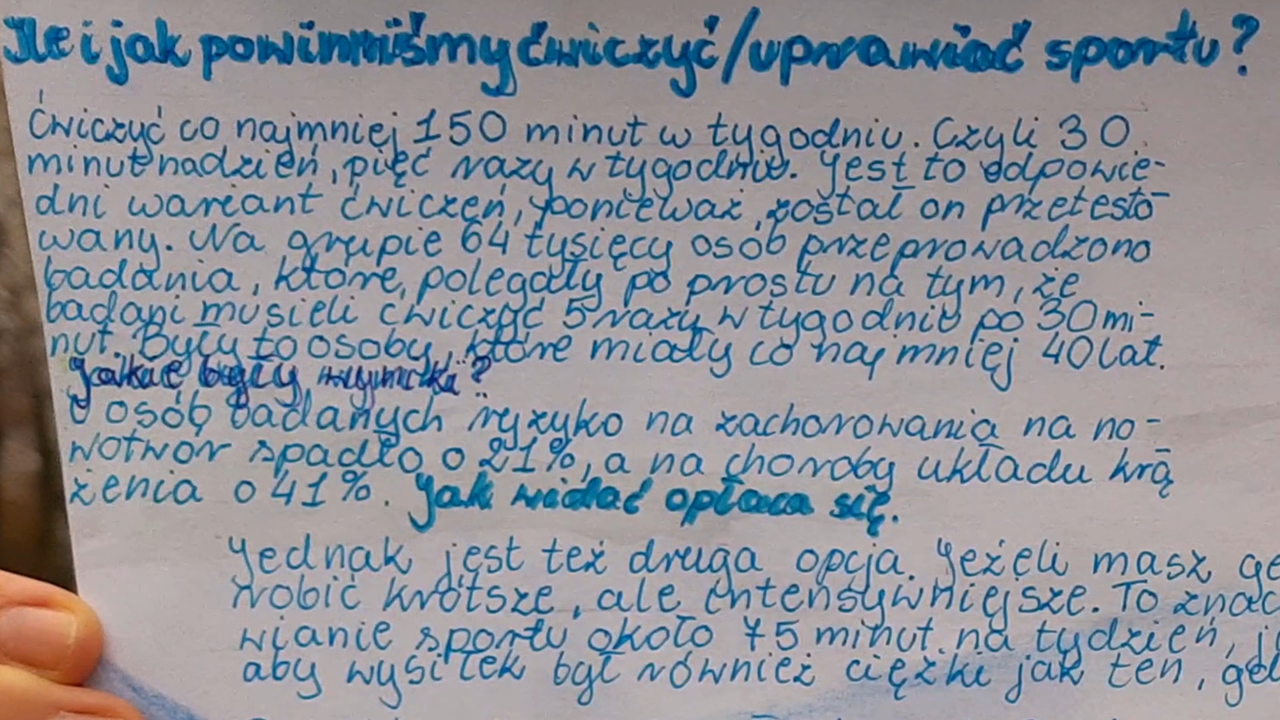 Ile i jak powinniśmy ćwiczyć/uprawiać sportu?
Ćwiczyć co najmniej 150 minut w tygodniu. Czyli 30
minut na dzień, pięć razy w tygodniu. Jest to odpowie-
dni wariant ćwiczeń, ponieważ został on przetesto-
wany. Na grupie 64 tysięcy osób przeprowadzono
badania, które, polegały po prostu na tym, że
badani musieli ćwiczyć 5 razy w tygodniu po 30 mi-
nut. Były to osoby, które miały co najmniej 40 lat.
Jakie były wyniki?
U osób badanych ryzyko na zachorowania na no-
wotwór spadło o 21%, a na choroby układu krą
żenia o 41%. Jak widać opłaca się.
Jednak jest też druga opcja. Jeżeli masz
robić krótsze, ale intensywniejsze. To
wianie sportu około 75 minut na tydzień,
aby wysiłek był również ciężki jak ten,